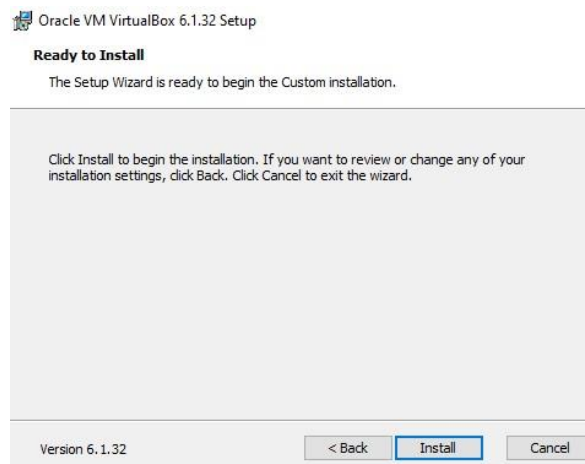 Oracle VM VirtualBox 6.1.32 Setup
Ready to Install
The Setup Wizard is ready to begin the Custom installation.
Click Install to begin the installation. If you want to review or change any of your
installation settings, click Back. Click Cancel to exit the wizard.
Version 6.1.32
< Back
Install
Cancel